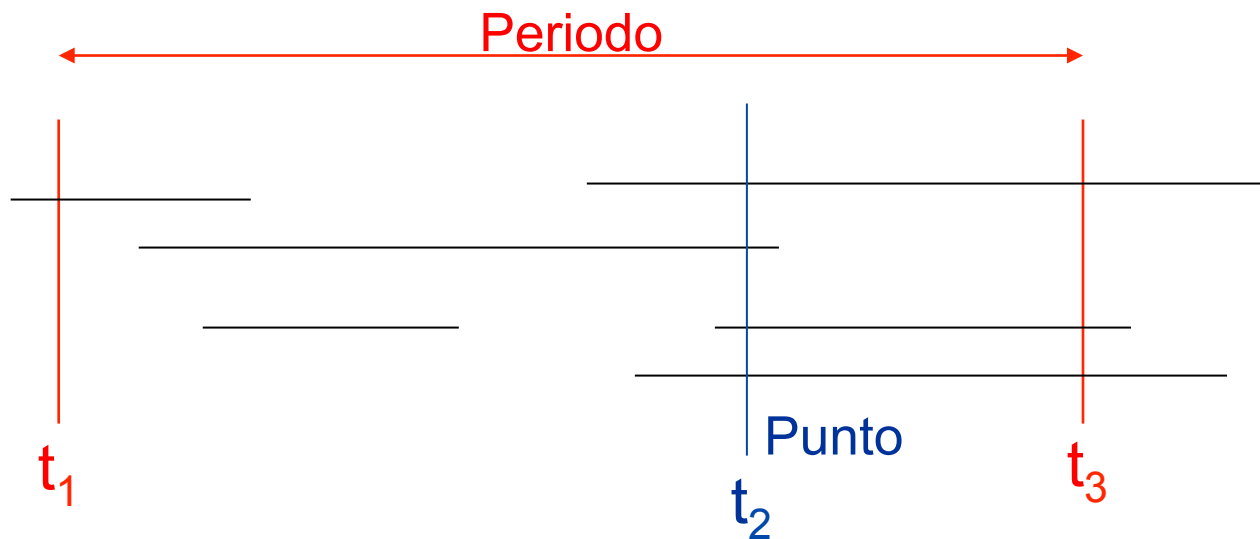 Periodo
Punto
t₁
t₃
t₂